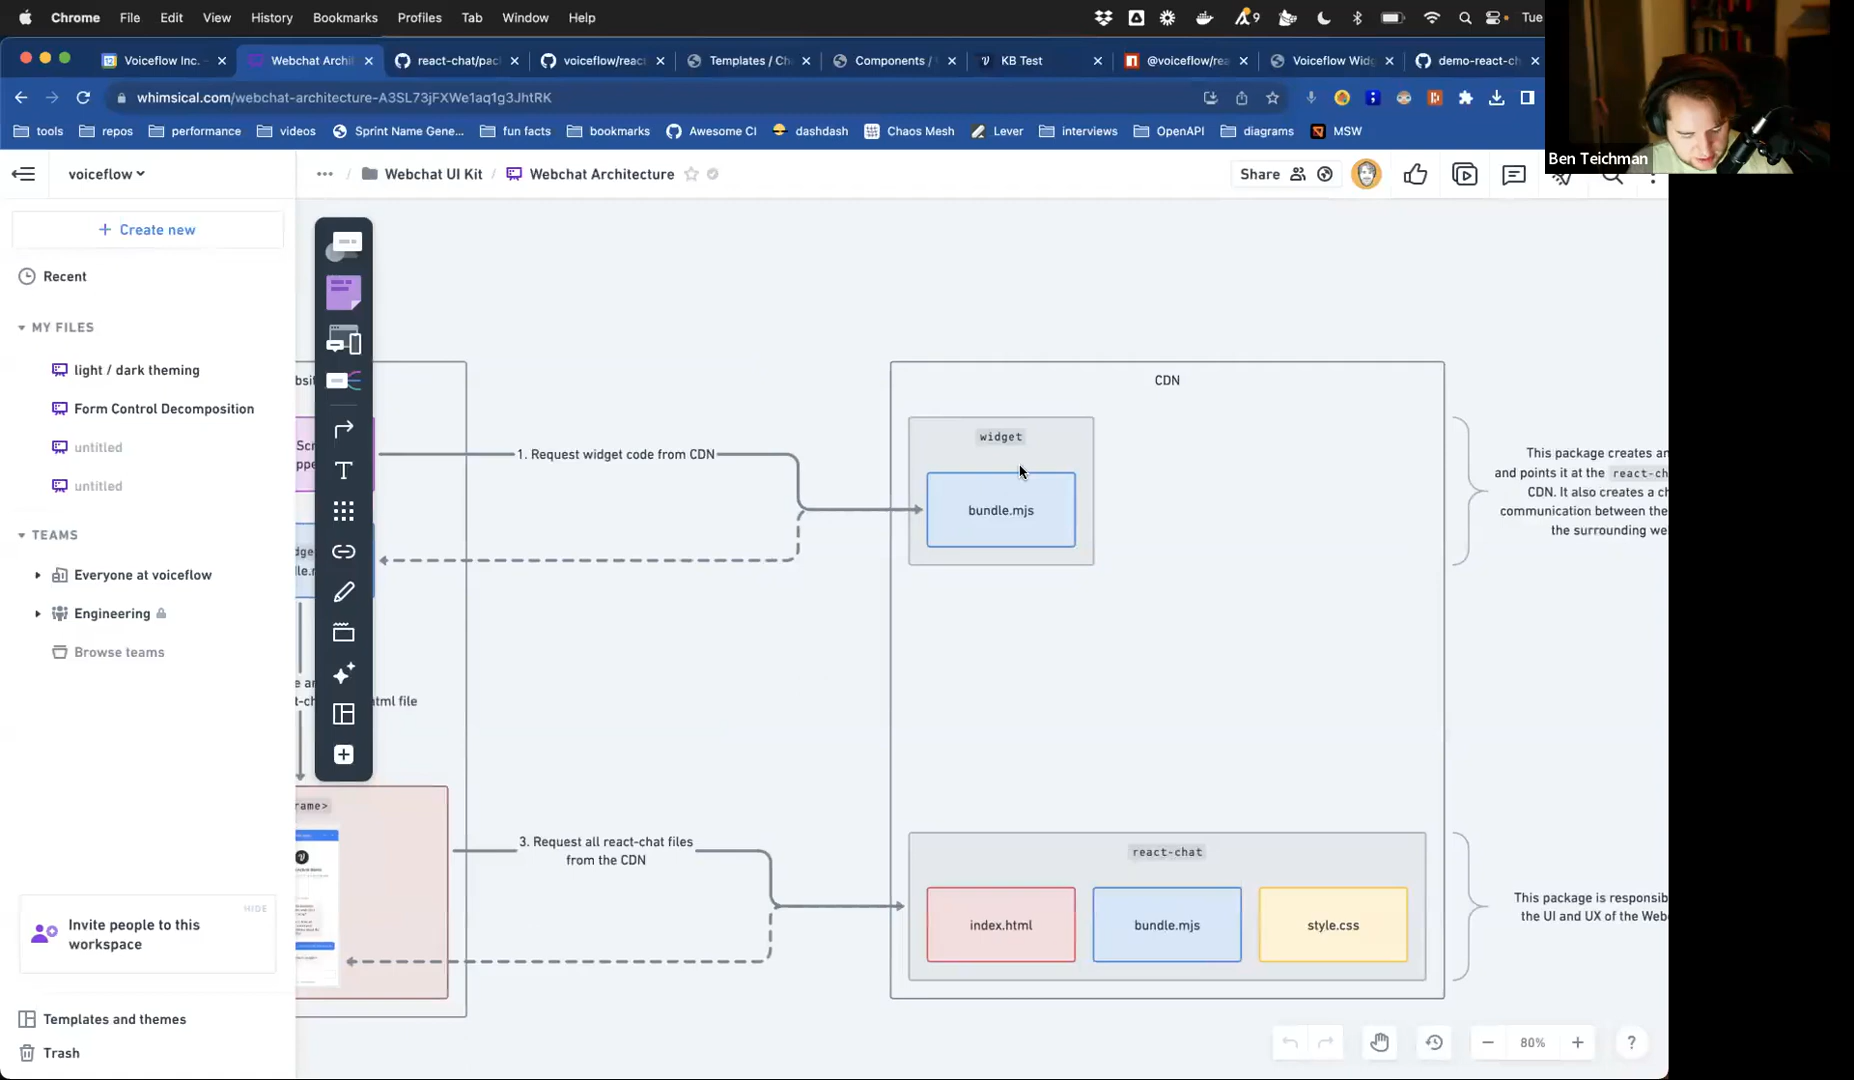 Chrome File Edit View History Bookmarks Profiles Tab Window Help 9 Tue
Voiceflow Inc. Webchat Archi react-chat/pac voiceflow/react Templates / Ch Components / KB Test @voiceflow/rea Voiceflow Widg demo-react-ch
whimsical.com/webchat-architecture-A3SL73jFXWe1aq1g3JhtRK
tools repos performance videos Sprint Name Gene... fun facts bookmarks Awesome CI dashdash Chaos Mesh Lever interviews OpenAPI diagrams MSW
Ben Teichman
voiceflow
... / Webchat UI Kit / Webchat Architecture
Share
+ Create new
Recent
MY FILES
light / dark theming
Form Control Decomposition
untitled
untitled
TEAMS
Everyone at voiceflow
Engineering
Browse teams
HIDE
Invite people to this
workspace
Templates and themes
Trash
1. Request widget code from CDN
html file
rame>
3. Request all react-chat files
from the CDN
CDN
widget
bundle.mjs
react-chat
index.html
bundle.mjs
style.css
This package creates an
and points it at the react-ch
CDN. It also creates a ch
communication between the
the surrounding we
This package is responsib
the UI and UX of the Web
80%
?